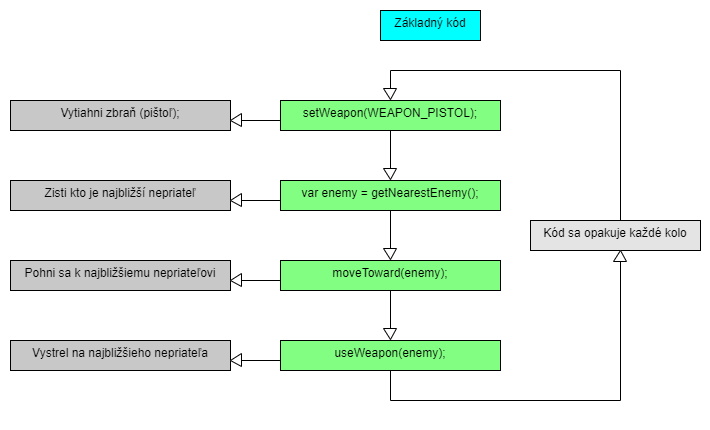 Základný kód
Vytiahni zbraň (pištoľ);
setWeapon(WEAPON_PISTOL);
Zisti kto je najbližší nepriateľ
var enemy = getNearestEnemy();
Kód sa opakuje každé kolo
Pohni sa k najbližšiemu nepriateľovi
moveToward(enemy);
Vystrel na najbližšieho nepriateľa
useWeapon(enemy);